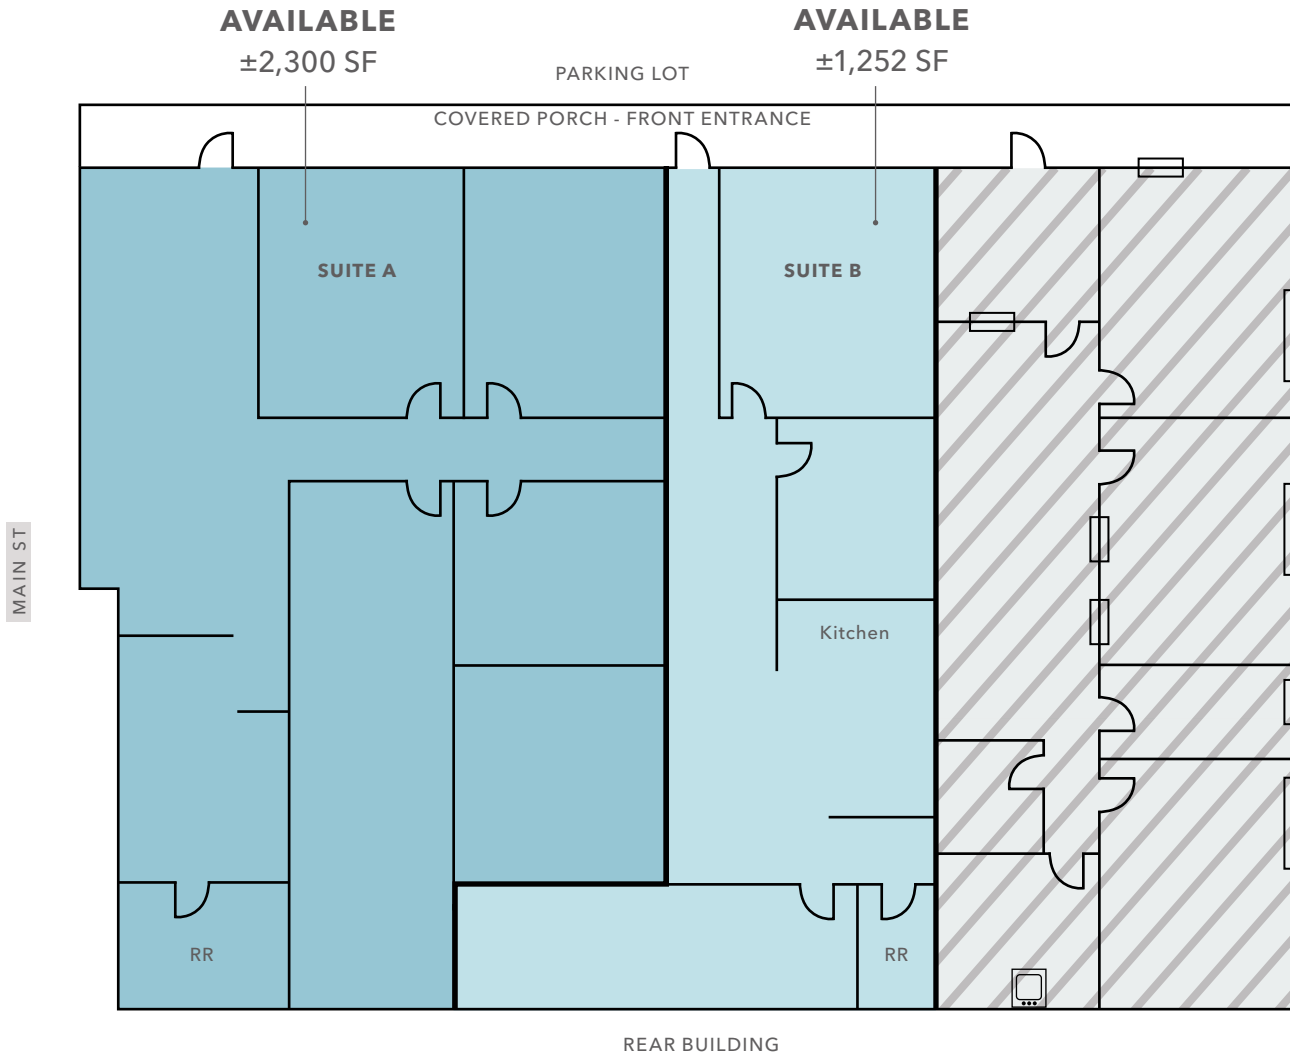 AVAILABLE
±2,300 SF
AVAILABLE
±1,252 SF
PARKING LOT
COVERED PORCH - FRONT ENTRANCE
SUITE A
SUITE B
MAIN ST
Kitchen
RR
RR
REAR BUILDING